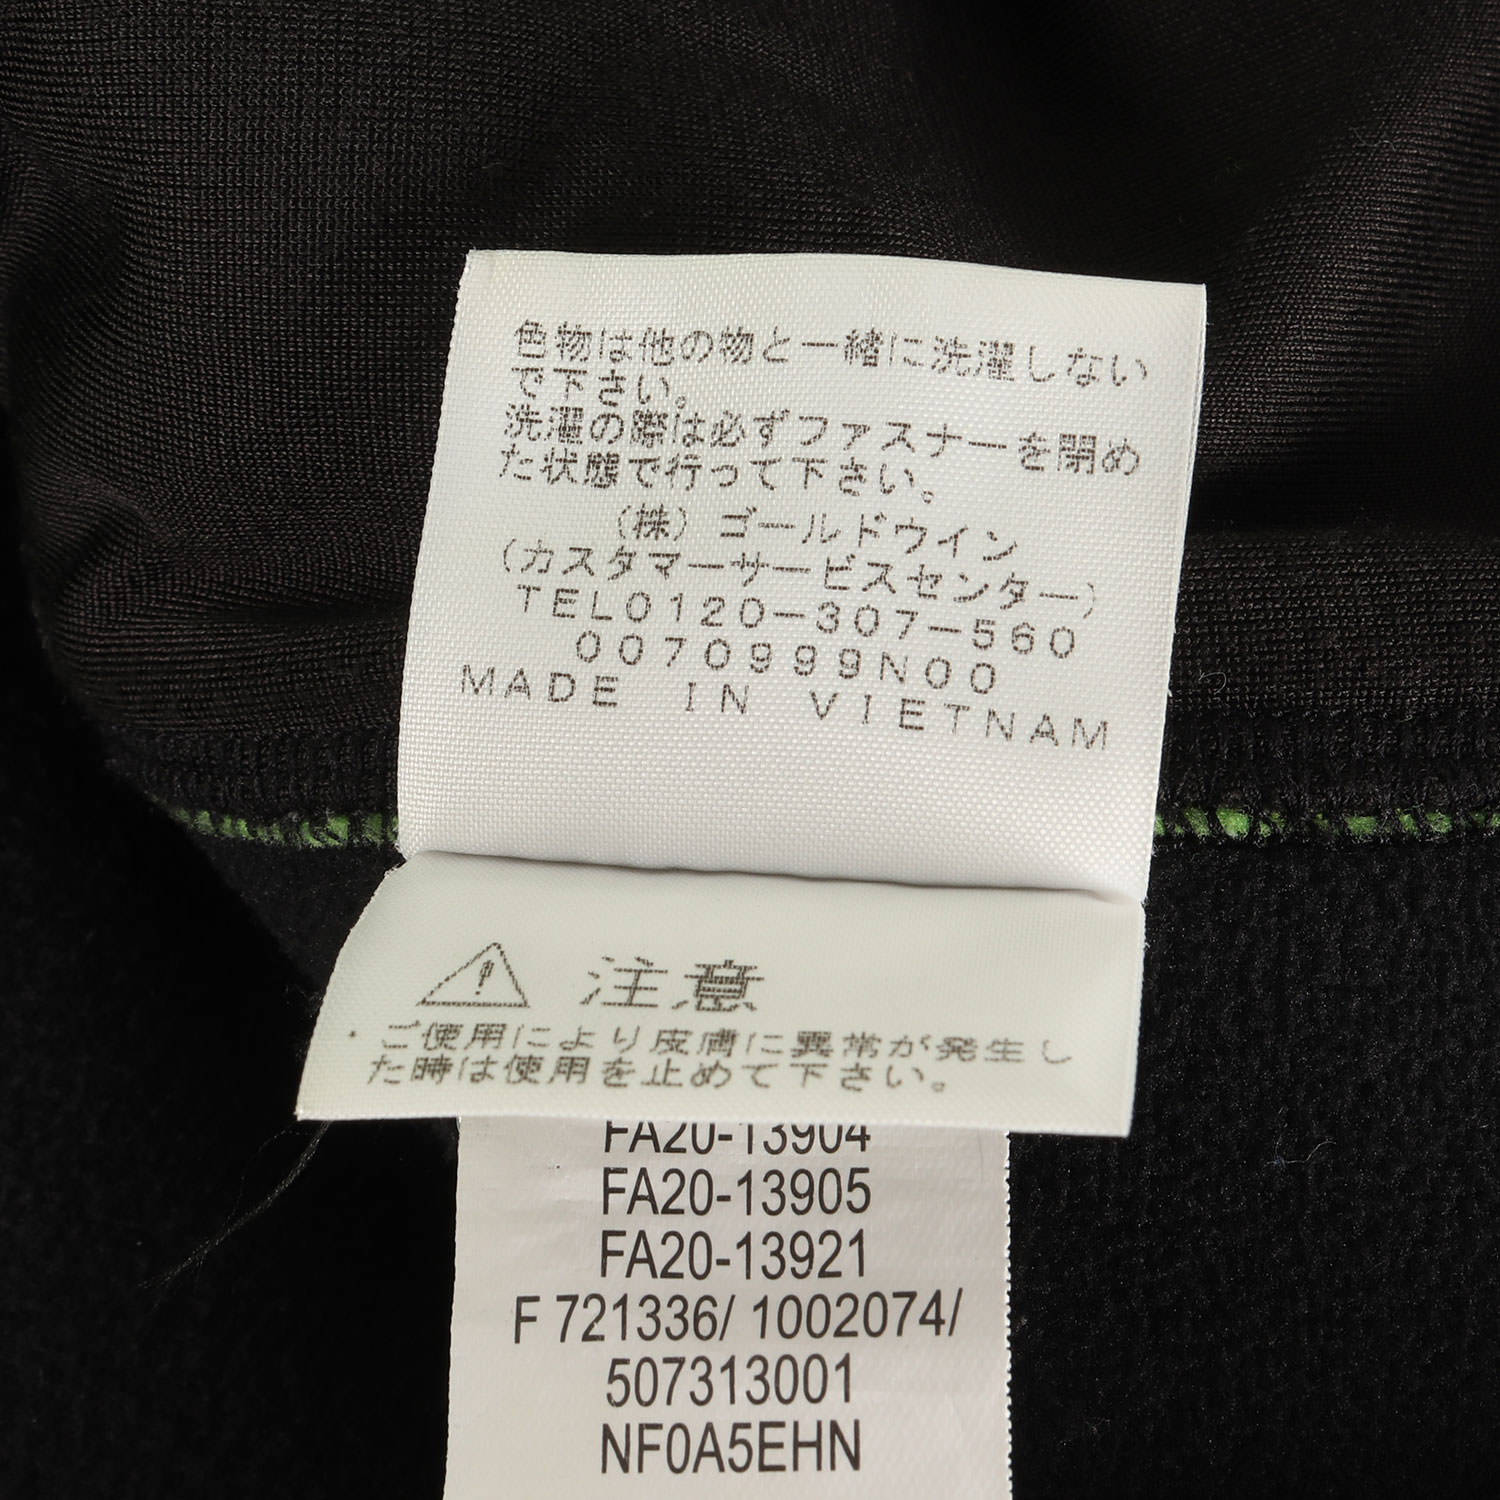 色物は他の物と一緒に洗濯しない
で下さい。
洗濯の際は必ずファスナーを閉め
た状態で行って下さい。
(株) ゴールドウイン
(カスタマーサービスセンター)
TEL0120-307-560
0070999N00
MADE IN VIETNAM
注意
・ご使用により皮膚に異常が発生し
た時は使用を止めて下さい。
FA20-13904
FA20-13905
FA20-13921
F 721336/ 1002074/
507313001
NF0A5EHN